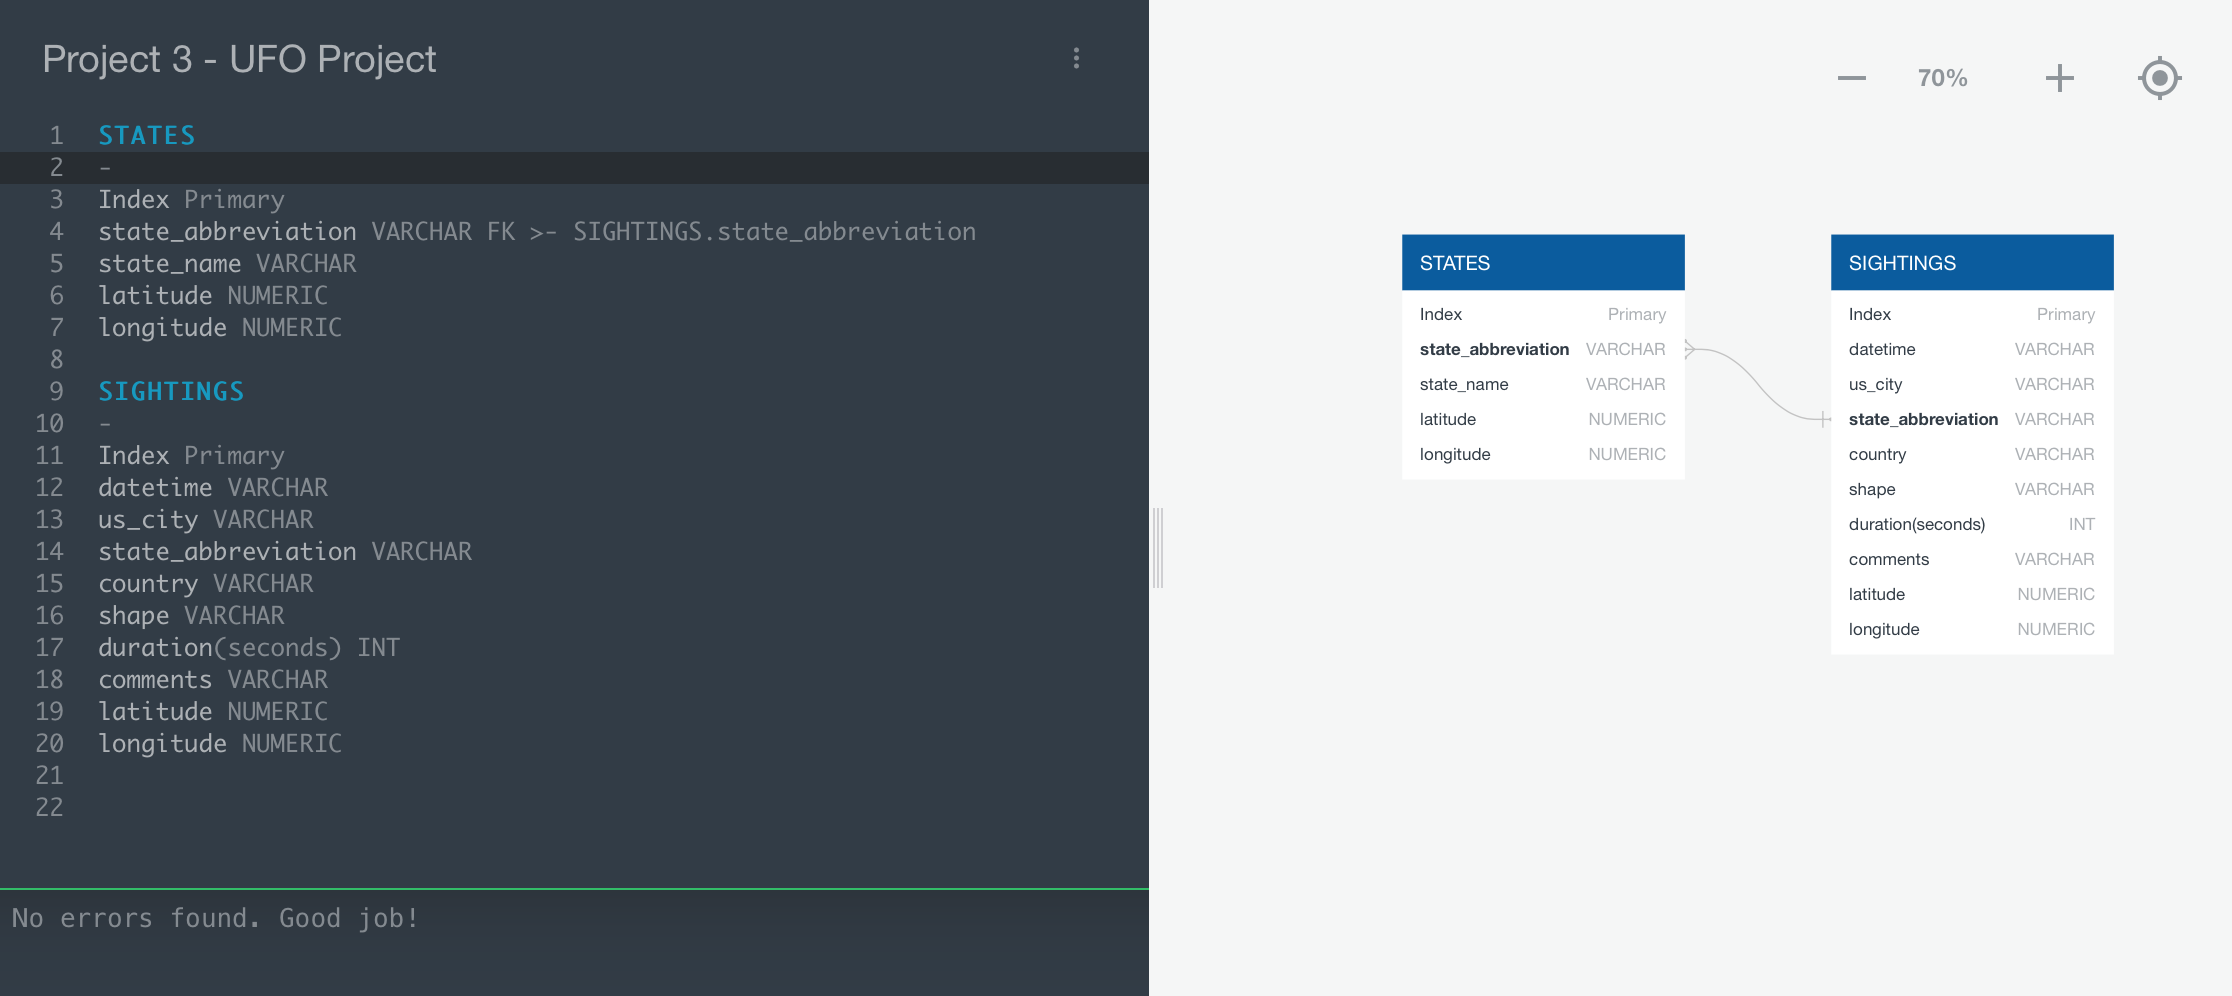 Project 3 - UFO Project
1 STATES
2 -
3 Index Primary
4 state_abbreviation VARCHAR FK >- SIGHTINGS.state_abbreviation
5 state_name VARCHAR
6 latitude NUMERIC
7 longitude NUMERIC
8
9 SIGHTINGS
10 -
11 Index Primary
12 datetime VARCHAR
13 us_city VARCHAR
14 state_abbreviation VARCHAR
15 country VARCHAR
16 shape VARCHAR
17 duration(seconds) INT
18 comments VARCHAR
19 latitude NUMERIC
20 longitude NUMERIC
21
22
No errors found. Good job!
70%
STATES
Index Primary
state_abbreviation VARCHAR
state_name VARCHAR
latitude NUMERIC
longitude NUMERIC
SIGHTINGS
Index Primary
datetime VARCHAR
us_city VARCHAR
state_abbreviation VARCHAR
country VARCHAR
shape VARCHAR
duration(seconds) INT
comments VARCHAR
latitude NUMERIC
longitude NUMERIC